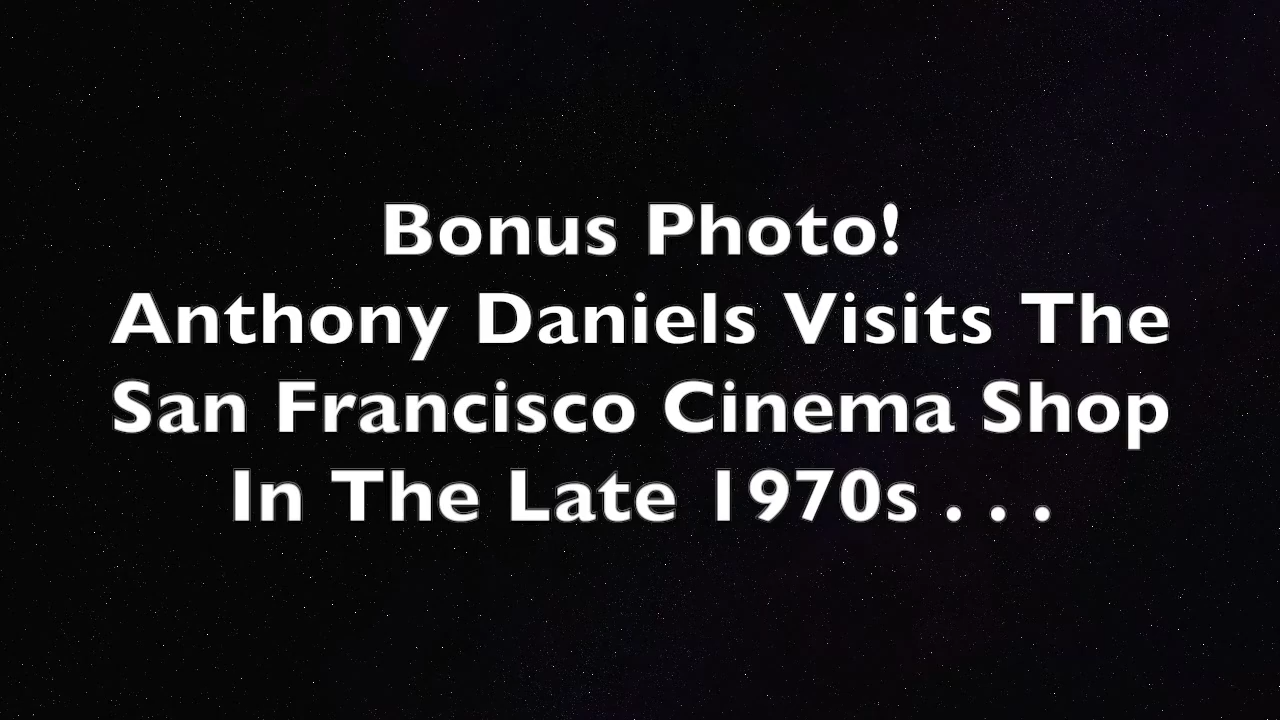 Bonus Photo!
Anthony Daniels Visits The
San Francisco Cinema Shop
In The Late 1970s . . .